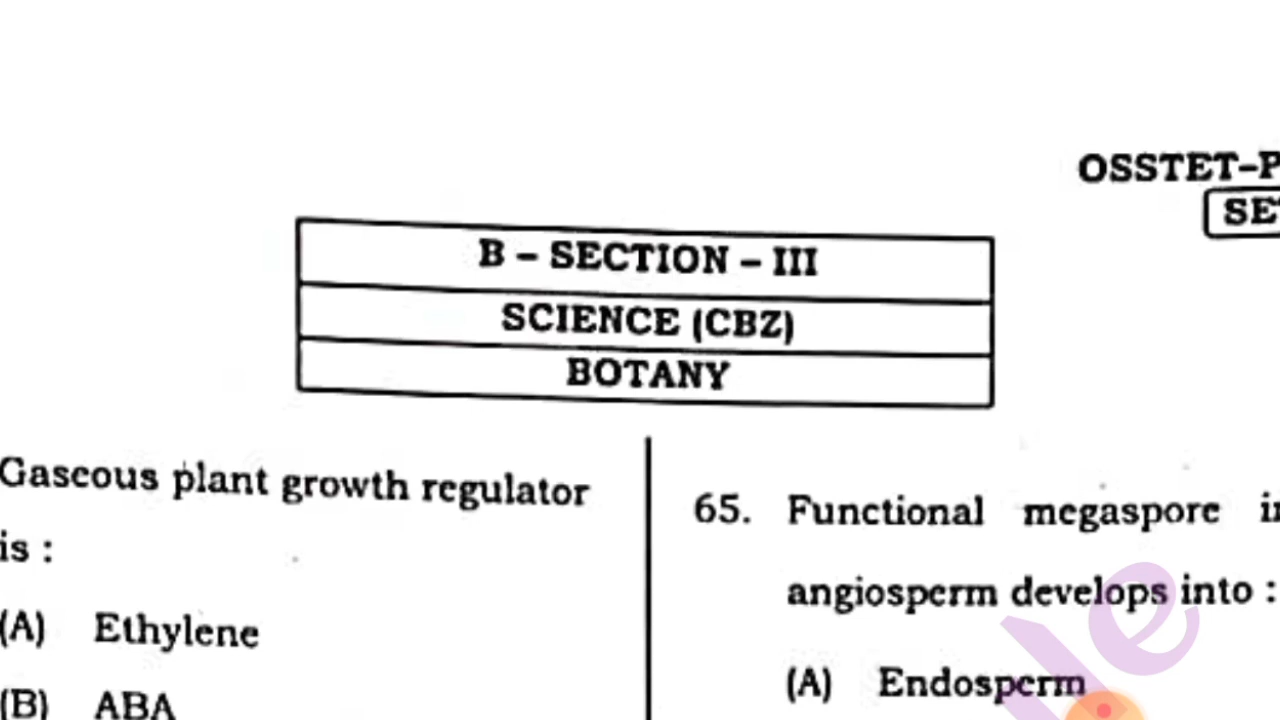 OSSTET–P
SE
B – SECTION – III
SCIENCE (CBZ)
BOTANY
Gaseous plant growth regulator
is :
(A) Ethylene
(B) ABA
65. Functional megaspore in
angiosperm develops into :
(A) Endosperm
le